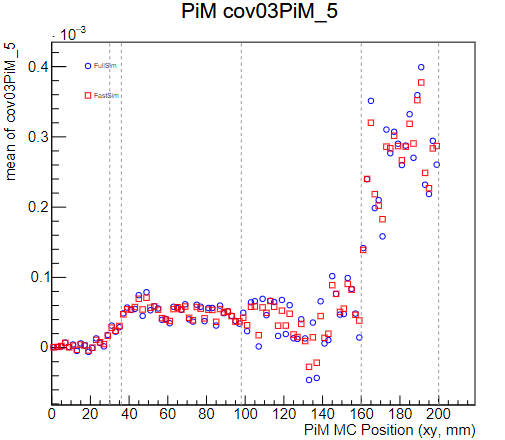 PiM cov03PiM_5
· 10⁻³
mean of cov03PiM_5
0.4
0.3
0.2
0.1
0
FullSim
FastSim
0 20 40 60 80 100 120 140 160 180 200
PiM MC Position (xy, mm)